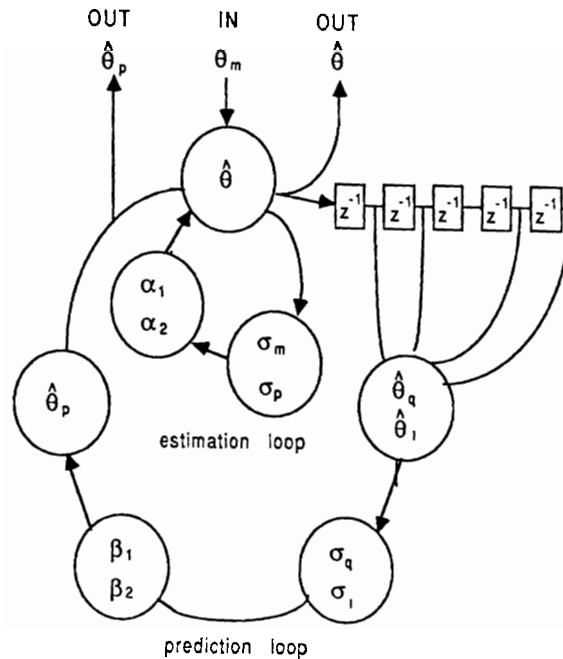 OUT IN OUT
θ̂p θm θ̂
θ̂
z⁻¹ z⁻¹ z⁻¹ z⁻¹ z⁻¹
α1
α2
σm
σp
θ̂p
θ̂q
θ̂l
estimation loop
β1
β2
σq
σl
prediction loop